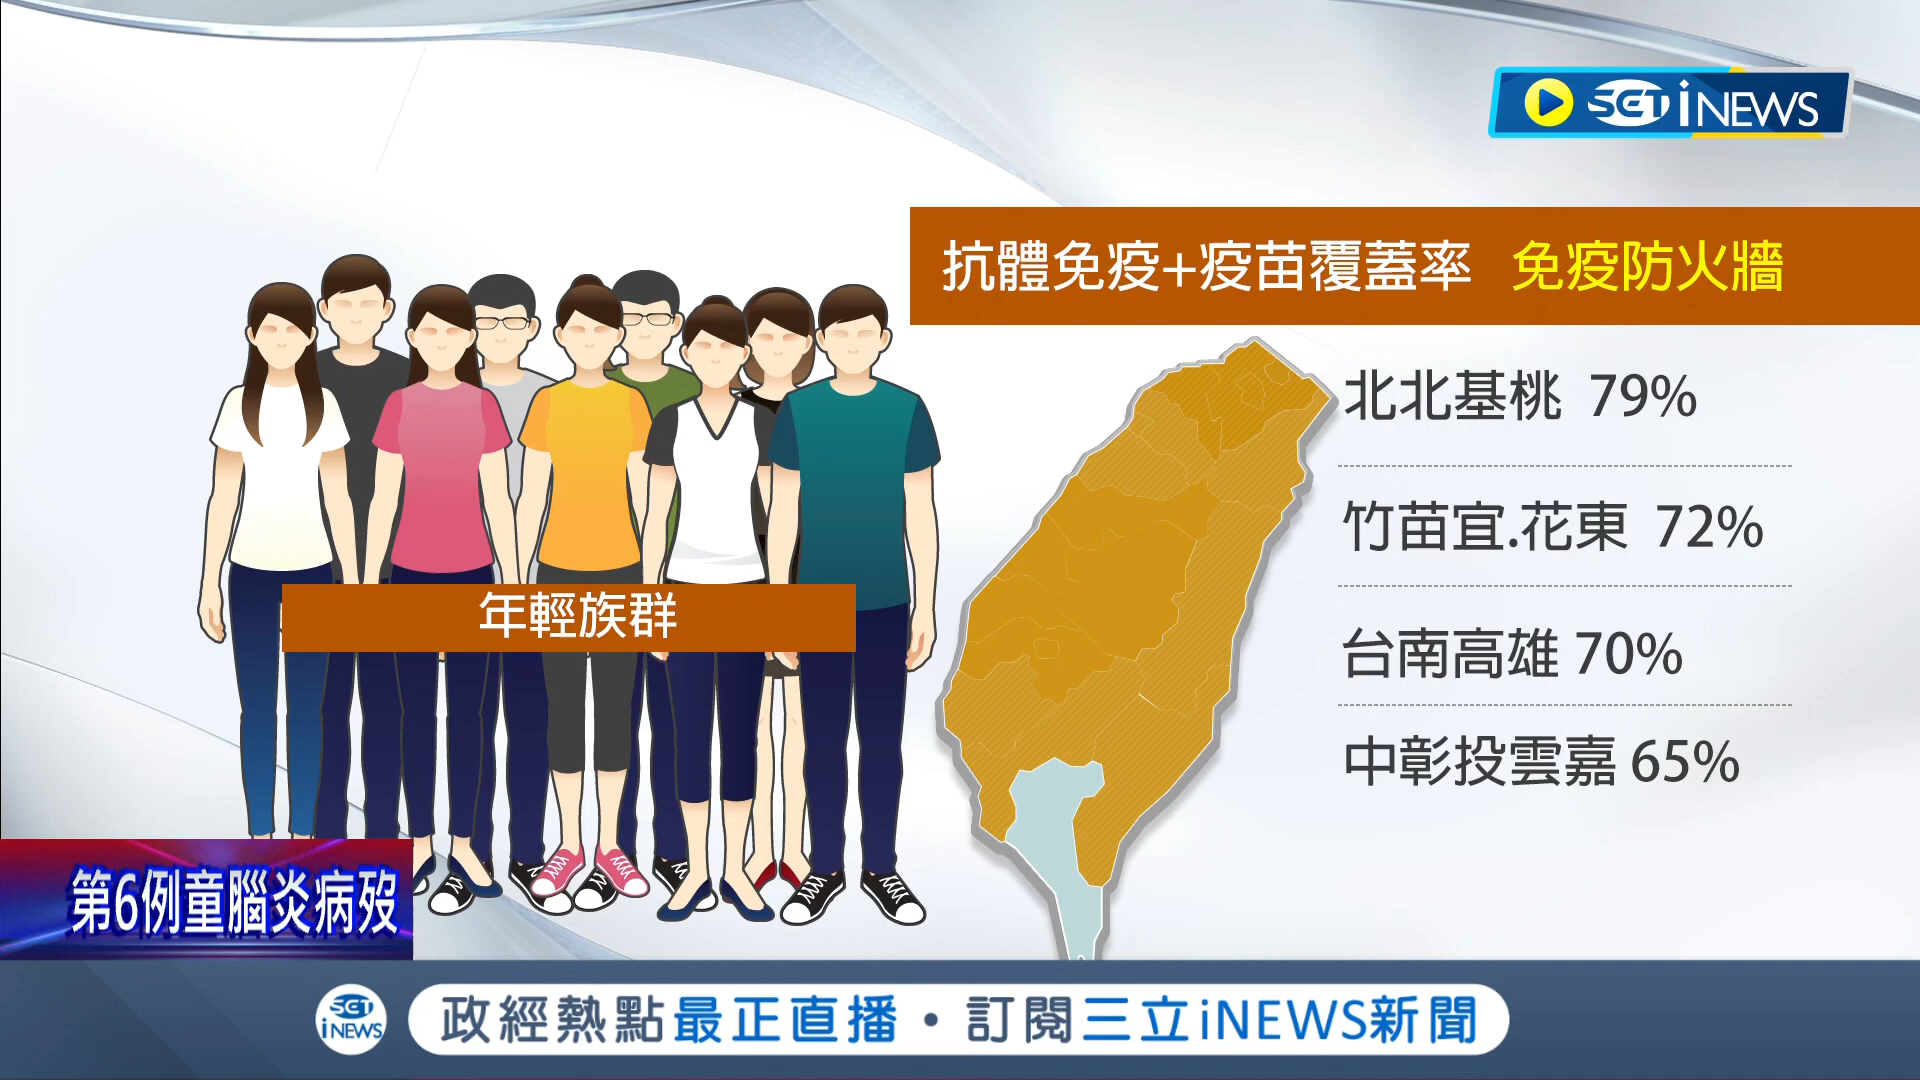 SET iNEWS
抗體免疫+疫苗覆蓋率 免疫防火牆
北北基桃 79%
竹苗宜.花東 72%
台南高雄 70%
中彰投雲嘉 65%
年輕族群
第6例童腦炎病歿
SET iNEWS
政經熱點最正直播・訂閱三立iNEWS新聞